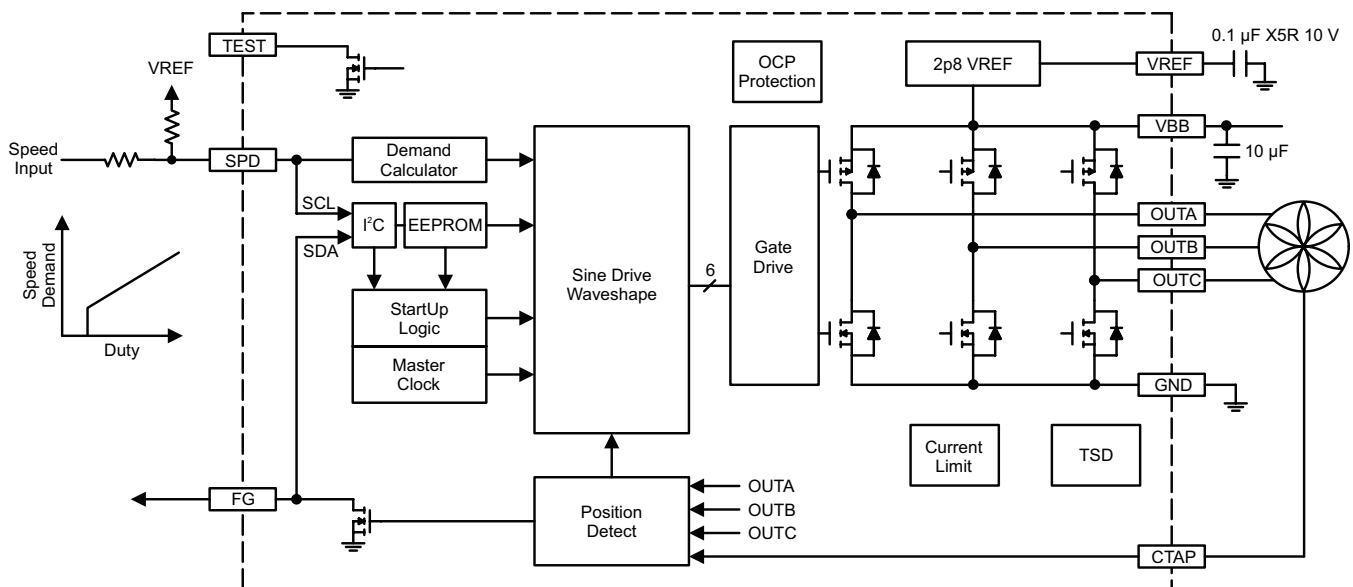 TEST
VREF
Speed
Input
SPD
Demand
Calculator
SCL
SDA
I²C
EEPROM
StartUp
Logic
Master
Clock
Speed
Demand
Duty
FG
Sine Drive
Waveshape
6
Gate
Drive
OCP
Protection
2p8 VREF
VREF
0.1 µF X5R 10 V
VBB
10 µF
OUTA
OUTB
OUTC
GND
Current
Limit
TSD
Position
Detect
OUTA
OUTB
OUTC
CTAP